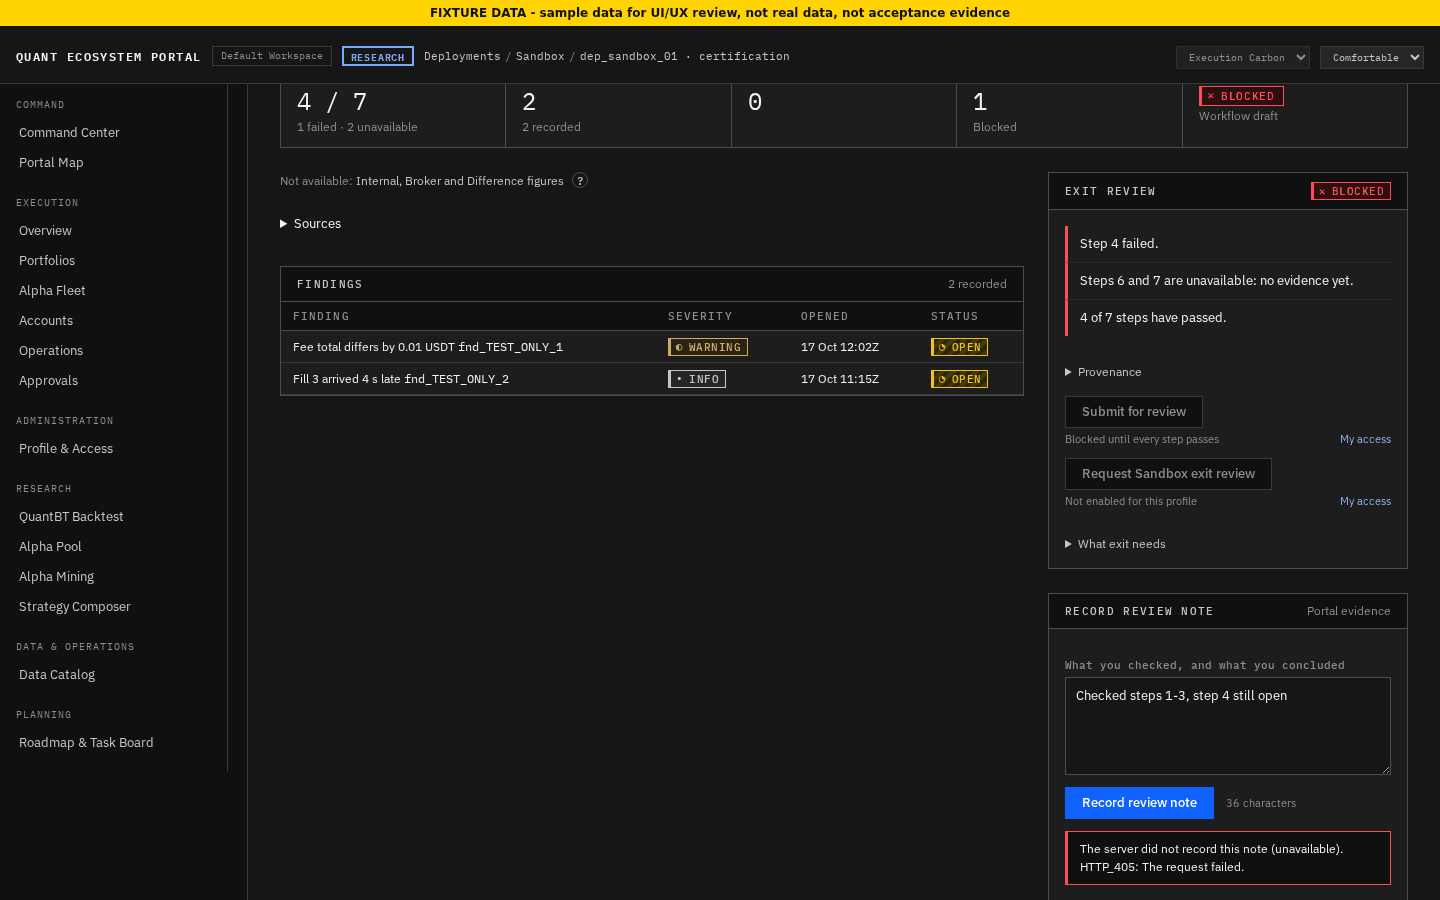 FIXTURE DATA - sample data for UI/UX review, not real data, not acceptance evidence
QUANT ECOSYSTEM PORTAL
Default Workspace
RESEARCH
Deployments / Sandbox / dep_sandbox_01 · certification
Execution Carbon
Comfortable
COMMAND
Command Center
Portal Map
EXECUTION
Overview
Portfolios
Alpha Fleet
Accounts
Operations
Approvals
ADMINISTRATION
Profile & Access
RESEARCH
QuantBT Backtest
Alpha Pool
Alpha Mining
Strategy Composer
DATA & OPERATIONS
Data Catalog
PLANNING
Roadmap & Task Board
4 / 7
1 failed · 2 unavailable
2
2 recorded
0
1
Blocked
× BLOCKED
Workflow draft
Not available: Internal, Broker and Difference figures ?
Sources
FINDINGS
2 recorded
FINDING SEVERITY OPENED STATUS
Fee total differs by 0.01 USDT fnd_TEST_ONLY_1 WARNING 17 Oct 12:02Z OPEN
Fill 3 arrived 4 s late fnd_TEST_ONLY_2 INFO 17 Oct 11:15Z OPEN
EXIT REVIEW
× BLOCKED
Step 4 failed.
Steps 6 and 7 are unavailable: no evidence yet.
4 of 7 steps have passed.
Provenance
Submit for review
Blocked until every step passes
My access
Request Sandbox exit review
Not enabled for this profile
My access
What exit needs
RECORD REVIEW NOTE
Portal evidence
What you checked, and what you concluded
Checked steps 1-3, step 4 still open
Record review note
36 characters
The server did not record this note (unavailable).
HTTP_405: The request failed.